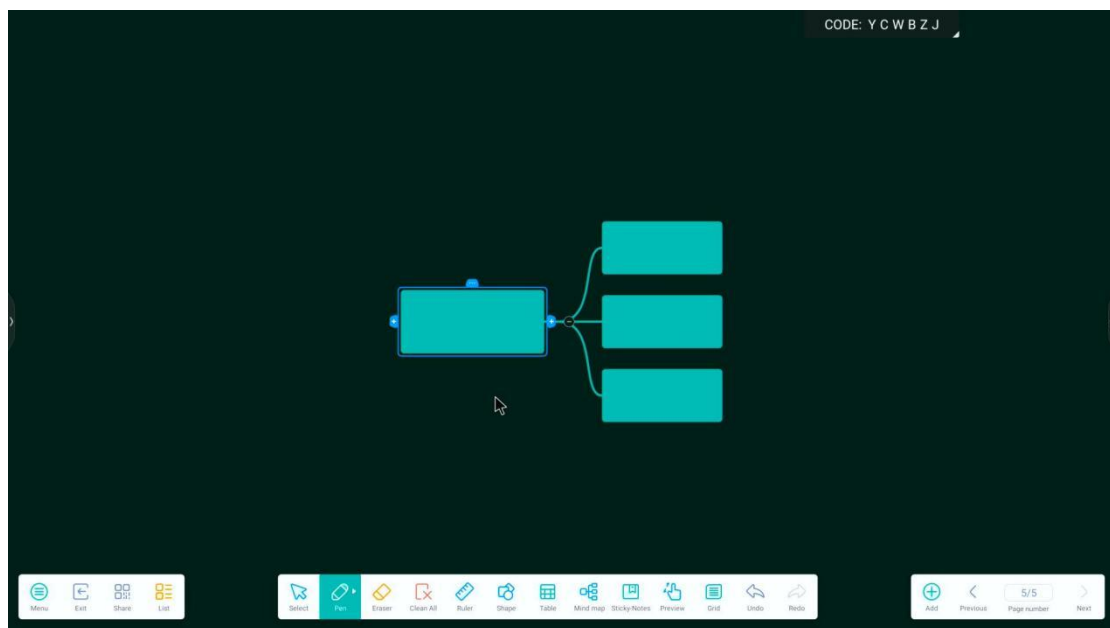 CODE: Y C W B Z J
Menu Exit Share List
Select Pen Eraser Clean All Ruler Shape Table Mind map Sticky-Notes Preview Grid Undo Redo
5/5
Add Previous Page number Next